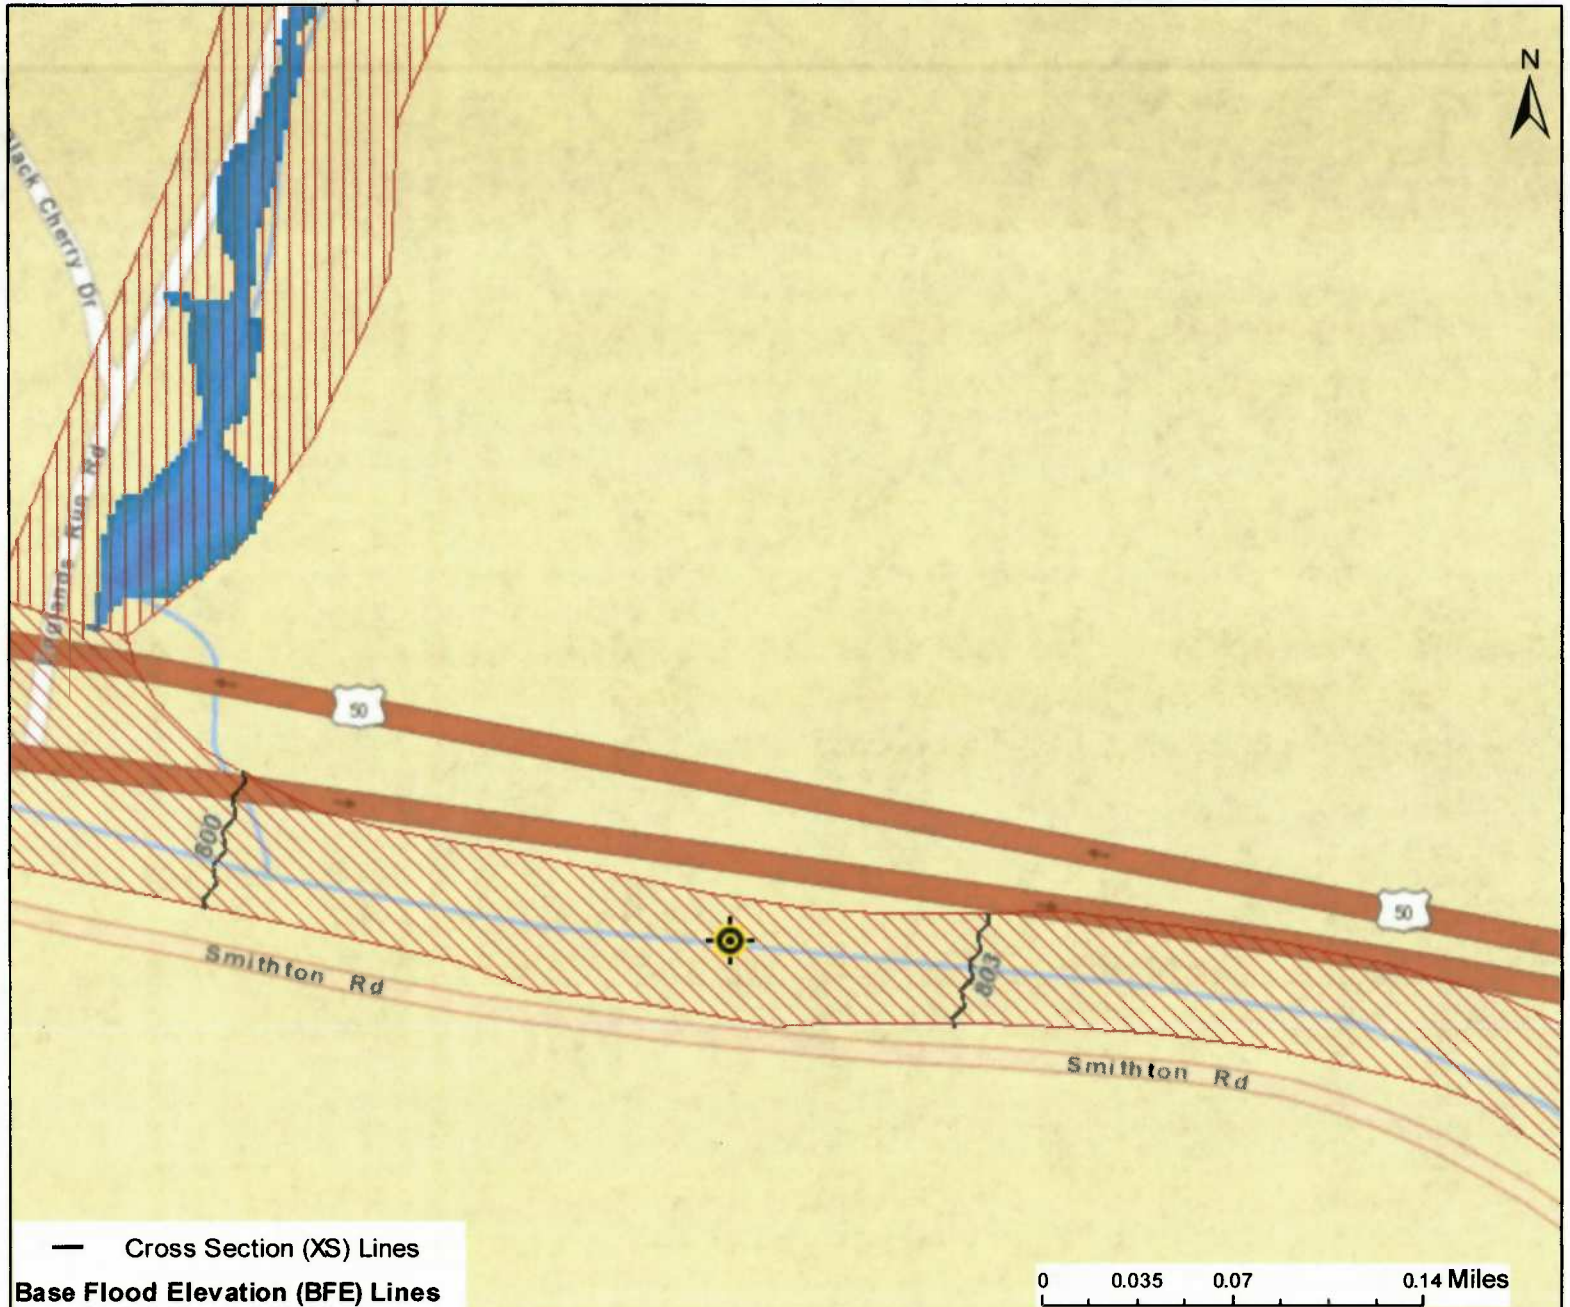 N
Black Cherry Dr
Englands Run Rd
50
50
800
803
Smithton Rd
Smithton Rd
Cross Section (XS) Lines
Base Flood Elevation (BFE) Lines
0 0.035 0.07 0.14 Miles